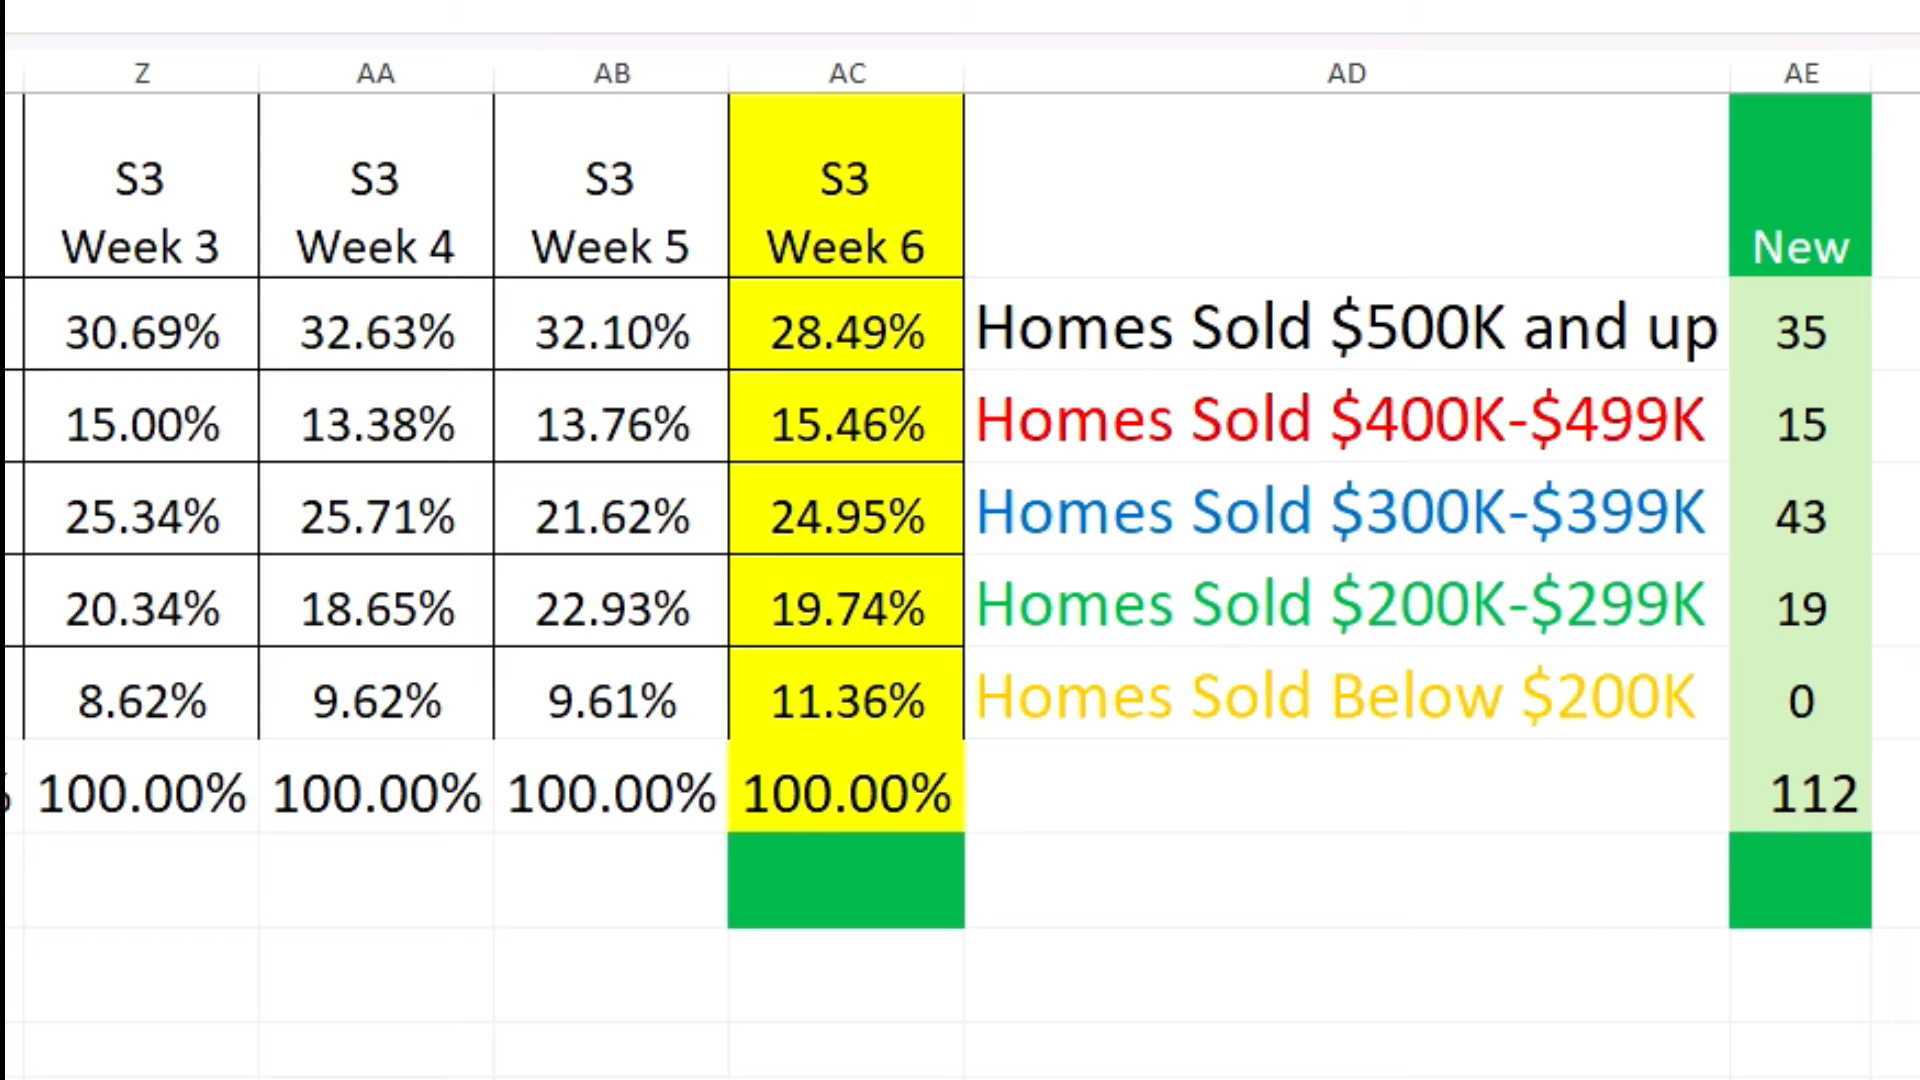 Z AA AB AC AD AE
S3 S3 S3 S3
Week 3 Week 4 Week 5 Week 6 New
30.69% 32.63% 32.10% 28.49% Homes Sold $500K and up 35
15.00% 13.38% 13.76% 15.46% Homes Sold $400K-$499K 15
25.34% 25.71% 21.62% 24.95% Homes Sold $300K-$399K 43
20.34% 18.65% 22.93% 19.74% Homes Sold $200K-$299K 19
8.62% 9.62% 9.61% 11.36% Homes Sold Below $200K 0
100.00% 100.00% 100.00% 100.00% 112